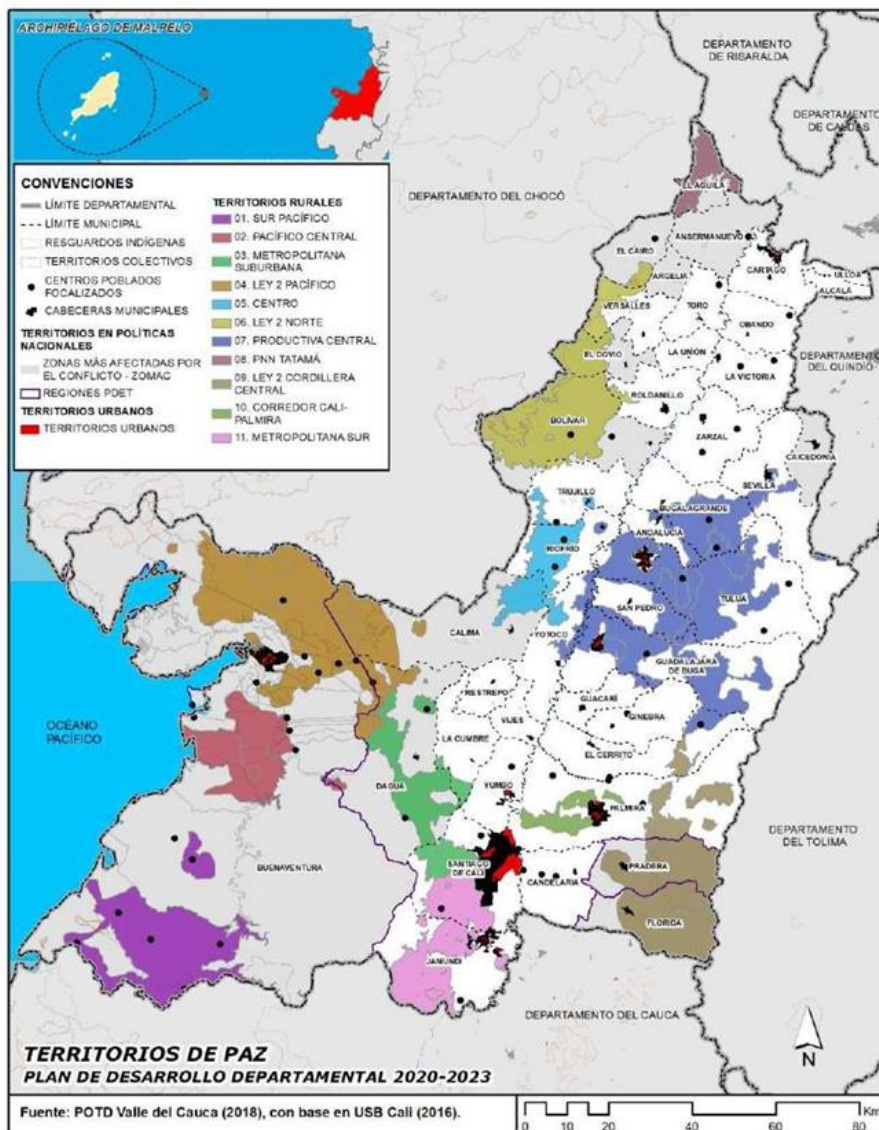 ARCHIPIÉLAGO DE MALPELO
DEPARTAMENTO
DE RISARALDA
DEPARTAMENTO
DE CALDAS
DEPARTAMENTO DEL CHOCÓ
CONVENCIONES
LÍMITE DEPARTAMENTAL
LÍMITE MUNICIPAL
RESGUARDOS INDÍGENAS
TERRITORIOS COLECTIVOS
CENTROS POBLADOS
FOCALIZADOS
CABECERAS MUNICIPALES
TERRITORIOS EN POLÍTICAS
NACIONALES
ZONAS MÁS AFECTADAS POR
EL CONFLICTO - ZOMAC
REGIONES PDET
TERRITORIOS URBANOS
TERRITORIOS URBANOS
TERRITORIOS RURALES
01. SUR PACÍFICO
02. PACÍFICO CENTRAL
03. METROPOLITANA
SUBURBANA
04. LEY 2 PACÍFICO
05. CENTRO
06. LEY 2 NORTE
07. PRODUCTIVA CENTRAL
08. PNN TATAMÁ
09. LEY 2 CORDILLERA
CENTRAL
10. CORREDOR CALI-
PALMIRA
11. METROPOLITANA SUR
EL AGUILA
ANSERMANUEVO
EL CAIRO
CARTAGO
ULLOA
ALCALÁ
ARGELIA
VERSALLES
TORO
OBANDO
EL DOVIO
LA UNIÓN
LA VICTORIA
DEPARTAMENTO
DEL QUINDÍO
ROLDANILLO
BOLÍVAR
ZARZAL
CAICEDONIA
SEVILLA
TRUJILLO
BUGALAGRANDE
ANDALUCÍA
RIOFRÍO
TULUÁ
SAN PEDRO
CALIMA
YOTOCO
GUADALAJARA
DE BUGA
RESTREPO
GUACARÍ
GINEBRA
VIJES
LA CUMBRE
EL CERRITO
OCÉANO
PACÍFICO
DAGUA
YUMBO
PALMIRA
DEPARTAMENTO
DEL TOLIMA
BUENAVENTURA
SANTIAGO
DE CALI
CANDELARIA
PRADERA
FLORIDA
JAMUNDÍ
DEPARTAMENTO DEL CAUCA
N
TERRITORIOS DE PAZ
PLAN DE DESARROLLO DEPARTAMENTAL 2020-2023
Fuente: POTD Valle del Cauca (2018), con base en USB Cali (2016).
Km
0 10 20 40 60 80